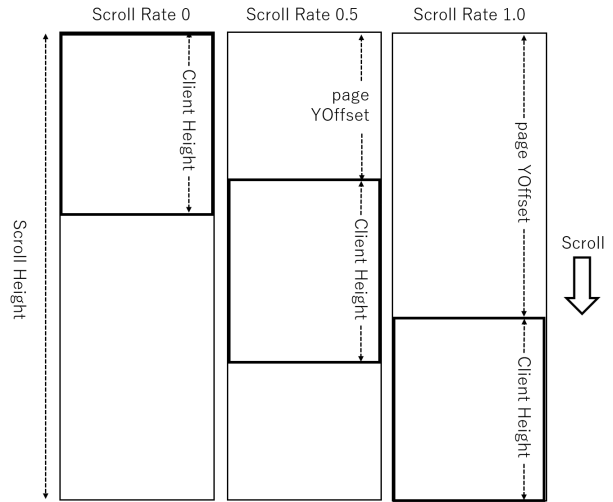 Scroll Rate 0
Scroll Rate 0.5
Scroll Rate 1.0
Scroll Height
Client Height
page
YOffset
Client Height
page YOffset
Client Height
Scroll